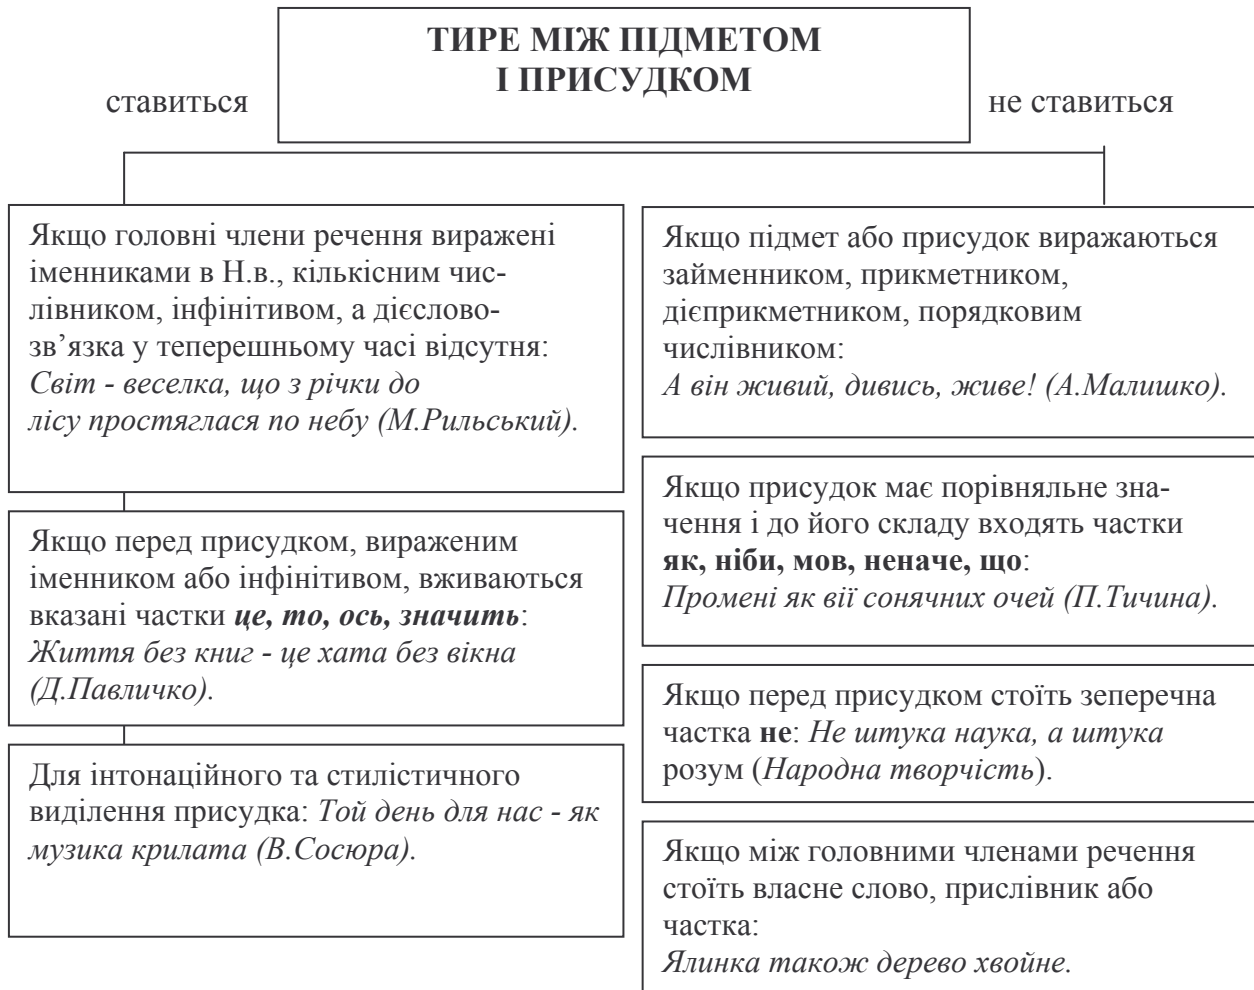 ТИРЕ МІЖ ПІДМЕТОМ
І ПРИСУДКОМ
ставиться
не ставиться
Якщо головні члени речення виражені
іменниками в Н.в., кількісним чис-
лівником, інфінітивом, а дієслово-
зв’язка у теперешньому часі відсутня:
Світ - веселка, що з річки до
лісу простяглася по небу (М.Рильський).
Якщо перед присудком, вираженим
іменником або інфінітивом, вживаються
вказані частки це, то, ось, значить:
Життя без книг - це хата без вікна
(Д.Павличко).
Для інтонаційного та стилістичного
виділення присудка: Той день для нас - як
музика крилата (В.Сосюра).
Якщо підмет або присудок виражаються
займенником, прикметником,
дієприкметником, порядковим
числівником:
А він живий, дивись, живе! (А.Малишко).
Якщо присудок має порівняльне зна-
чення і до його складу входять частки
як, ніби, мов, неначе, що:
Промені як вії сонячних очей (П.Тичина).
Якщо перед присудком стоїть зеперечна
частка не: Не штука наука, а штука
розум (Народна творчість).
Якщо між головними членами речення
стоїть власне слово, прислівник або
частка:
Ялинка також дерево хвойне.